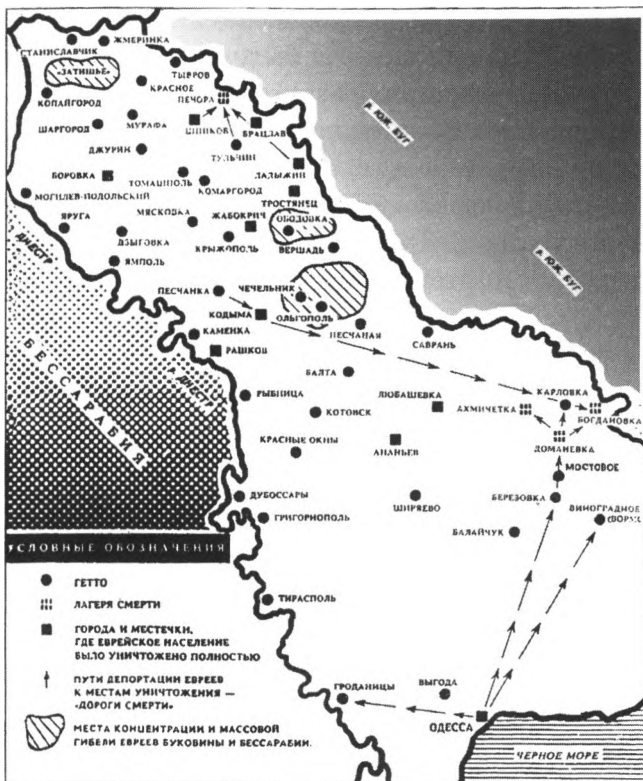 СТАНИСЛАВЧИК
ЖМЕРИНКА
«ЗАТИШЬЕ»
ТЫВРОВ
КРАСНОЕ
ПЕЧОРА
КОПАЙГОРОД
МУРАФА
БРАЦЛАВ
ШАРГОРОД
ТУЛЬЧИН
ДЖУРИН
ЛАДЫЖИН
БОРОВКА
ТОМАШПОЛЬ
КОМАРГОРОД
МОГИЛЕВ-ПОДОЛЬСКИЙ
ТРОСТЯНЕЦ
МЯСКОВКА
ЖАБОКРИЧ
ОБОДОВКА
ЯРУГА
ДЗЫГОВКА
КРЫЖОПОЛЬ
ВЕРШАДЬ
ЯМПОЛЬ
ДНЕСТР
Р. ЮЖ. БУГ
Р. ЮЖ. БУГ
ПЕСЧАНКА
ЧЕЧЕЛЬНИК
КОДЫМА
ОЛЬГОПОЛЬ
ПЕСЧАНАЯ
САВРАНЬ
КАМЕНКА
РАШКОВ
БЕССАРАБИЯ
Р. ДНЕСТР
БАЛТА
РЫБНИЦА
КОТОВСК
ЛЮБАШЕВКА
АХМИЧЕТКА
КАРЛОВКА
БОГДАНОВКА
КРАСНЫЕ ОКНЫ
АНАНЬЕВ
ДОМАНЕВКА
МОСТОВОЕ
ДУБОССАРЫ
ШИРЯЕВО
БЕРЕЗОВКА
ВИНОГРАДНОЕ
ГРИГОРИОПОЛЬ
БАЛАЙЧУК
ТИРАСПОЛЬ
ГРОДАНИЦЫ
ВЫГОДА
ОДЕССА
ЧЕРНОЕ МОРЕ
УСЛОВНЫЕ ОБОЗНАЧЕНИЯ
ГЕТТО
ЛАГЕРЯ СМЕРТИ
ГОРОДА И МЕСТЕЧКИ,
ГДЕ ЕВРЕЙСКОЕ НАСЕЛЕНИЕ
БЫЛО УНИЧТОЖЕНО ПОЛНОСТЬЮ
ПУТИ ДЕПОРТАЦИИ ЕВРЕЕВ
К МЕСТАМ УНИЧТОЖЕНИЯ —
«ДОРОГИ СМЕРТИ»
МЕСТА КОНЦЕНТРАЦИИ И МАССОВОЙ
ГИБЕЛИ ЕВРЕЕВ БУКОВИНЫ И БЕССАРАБИИ.